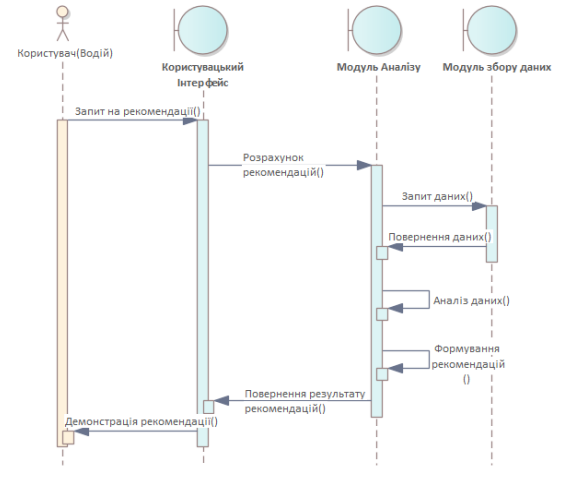 Користувач(Водій)
Користувацький
Інтерфейс
Модуль Аналізу
Модуль збору даних
Запит на рекомендації()
Розрахунок
рекомендацій()
Запит даних()
Повернення даних()
Аналіз даних()
Формування
рекомендацій
()
Повернення результату
рекомендацій()
Демонстрація рекомендації()